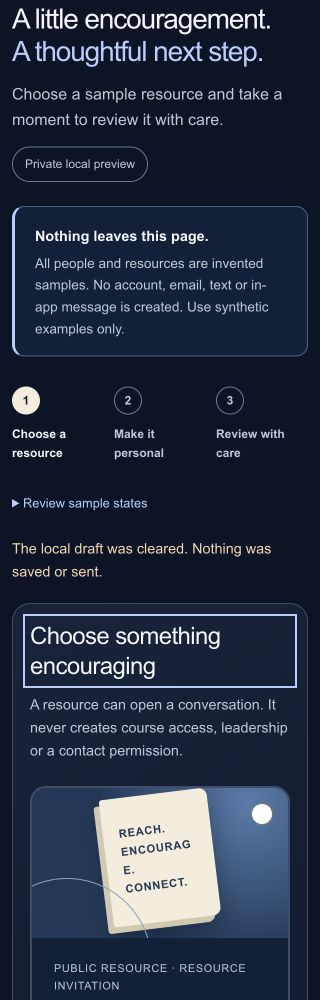 A little encouragement.
A thoughtful next step.
Choose a sample resource and take a
moment to review it with care.
Private local preview
Nothing leaves this page.
All people and resources are invented
samples. No account, email, text or in-
app message is created. Use synthetic
examples only.
1
2
3
Choose a
resource
Make it
personal
Review with
care
▶ Review sample states
The local draft was cleared. Nothing was
saved or sent.
Choose something
encouraging
A resource can open a conversation. It
never creates course access, leadership
or a contact permission.
REACH.
ENCOURAG
E.
CONNECT.
PUBLIC RESOURCE · RESOURCE
INVITATION